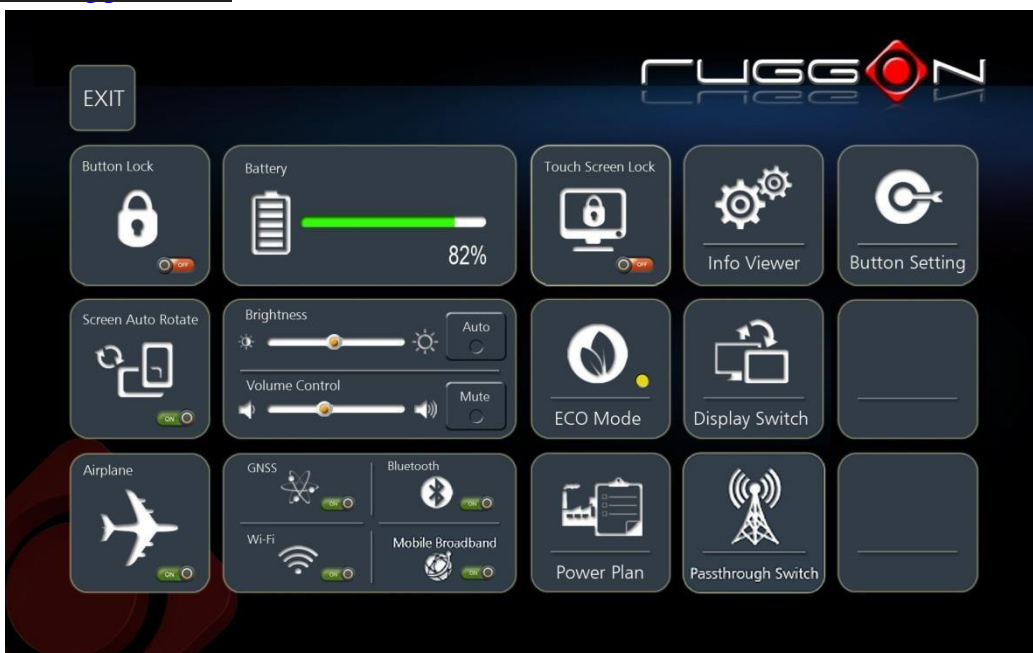 RUGGON
EXIT
Button Lock
OFF
Battery
82%
Touch Screen Lock
OFF
Info Viewer
Button Setting
Screen Auto Rotate
ON
Brightness
Auto
Volume Control
Mute
ECO Mode
Display Switch
Airplane
ON
GNSS
ON
Bluetooth
ON
Wi-Fi
ON
Mobile Broadband
ON
Power Plan
Passthrough Switch